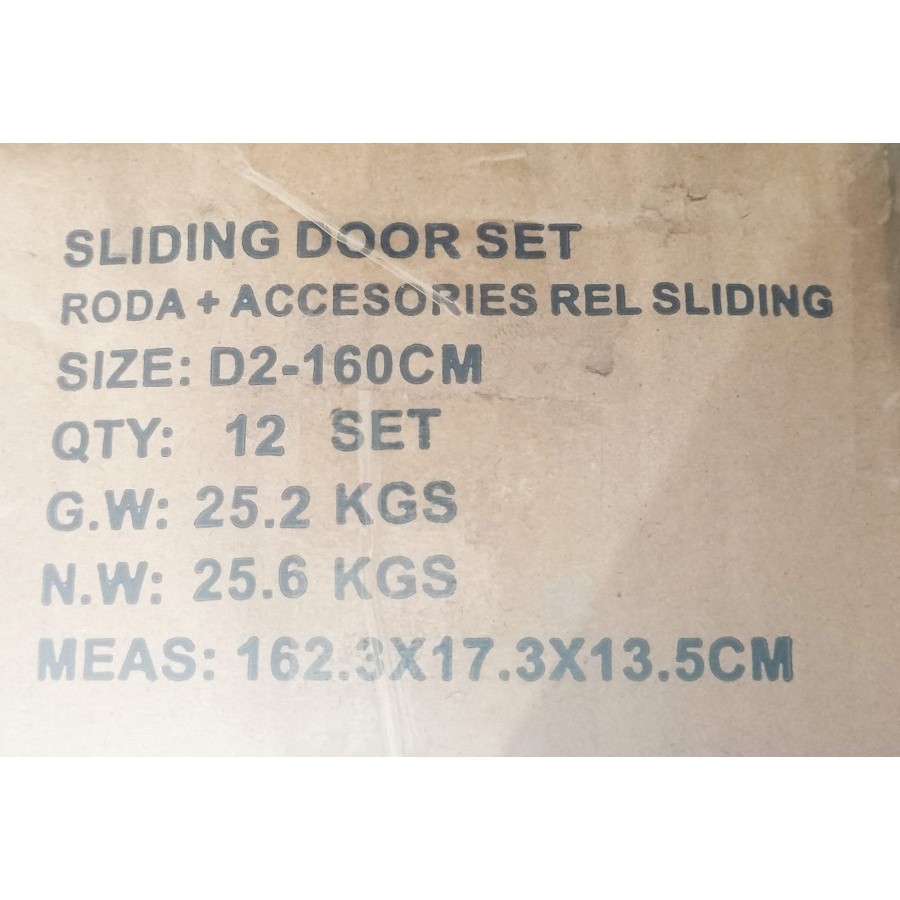 SLIDING DOOR SET
RODA + ACCESORIES REL SLIDING
SIZE: D2-160CM
QTY: 12 SET
G.W: 25.2 KGS
N.W: 25.6 KGS
MEAS: 162.3X17.3X13.5CM